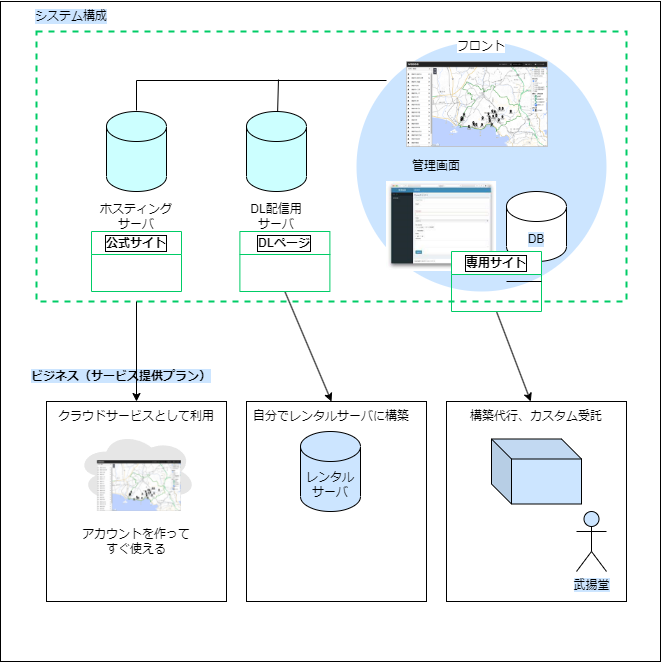 システム構成
フロント
管理画面
ホスティング
サーバ
公式サイト
DL配信用
サーバ
DLページ
DB
専用サイト
ビジネス（サービス提供プラン）
クラウドサービスとして利用
アカウントを作って
すぐ使える
自分でレンタルサーバに構築
レンタル
サーバ
構築代行、カスタム受託
武揚堂